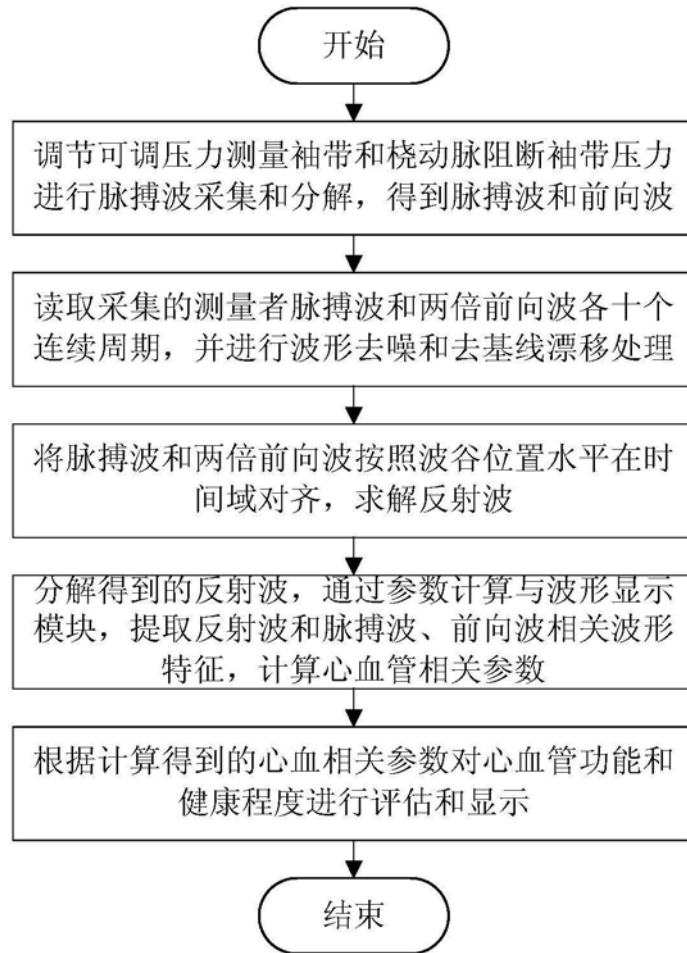 开始
调节可调压力测量袖带和桡动脉阻断袖带压力
进行脉搏波采集和分解，得到脉搏波和前向波
读取采集的测量者脉搏波和两倍前向波各十个
连续周期，并进行波形去噪和去基线漂移处理
将脉搏波和两倍前向波按照波谷位置水平在时
间域对齐，求解反射波
分解得到的反射波，通过参数计算与波形显示
模块，提取反射波和脉搏波、前向波相关波形
特征，计算心血管相关参数
根据计算得到的心血相关参数对心血管功能和
健康程度进行评估和显示
结束